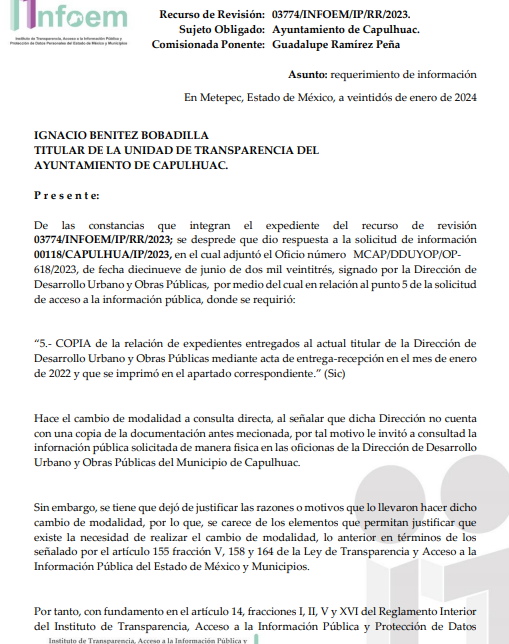 infoem
Instituto de Transparencia, Acceso a la Información Pública y
Protección de Datos Personales del Estado de México y Municipios
Recurso de Revisión: 03774/INFOEM/IP/RR/2023.
Sujeto Obligado: Ayuntamiento de Capulhuac.
Comisionada Ponente: Guadalupe Ramírez Peña
Asunto: requerimiento de información
En Metepec, Estado de México, a veintidós de enero de 2024
IGNACIO BENITEZ BOBADILLA
TITULAR DE LA UNIDAD DE TRANSPARENCIA DEL
AYUNTAMIENTO DE CAPULHUAC.
P r e s e n t e:
De las constancias que integran el expediente del recurso de revisión
03774/INFOEM/IP/RR/2023; se desprede que dio respuesta a la solicitud de información
00118/CAPULHUA/IP/2023, en el cual adjuntó el Oficio número MCAP/DDUYOP/OP-
618/2023, de fecha diecinueve de junio de dos mil veintitrés, signado por la Dirección de
Desarrollo Urbano y Obras Públicas, por medio del cual en relación al punto 5 de la solicitud
de acceso a la información pública, donde se requirió:
“5.- COPIA de la relación de expedientes entregados al actual titular de la Dirección de
Desarrollo Urbano y Obras Públicas mediante acta de entrega-recepción en el mes de enero
de 2022 y que se imprimó en el apartado correspondiente.” (Sic)
Hace el cambio de modalidad a consulta directa, al señalar que dicha Dirección no cuenta
con una copia de la documentación antes mecionada, por tal motivo le invitó a consultad la
infornación pública solicitada de manera fisica en las oficiones de la Dirección de Desarrollo
Urbano y Obras Públicas del Municipio de Capulhuac.
Sin embargo, se tiene que dejó de justificar las razones o motivos que lo llevaron hacer dicho
cambio de modalidad, por lo que, se carece de los elementos que permitan justificar que
existe la necesidad de realizar el cambio de modalidad, lo anterior en términos de los
señalado por el artículo 155 fracción V, 158 y 164 de la Ley de Transparencia y Acceso a la
Información Pública del Estado de México y Municipios.
Por tanto, con fundamento en el artículo 14, fracciones I, II, V y XVI del Reglamento Interior
del Instituto de Transparencia, Acceso a la Información Pública y Protección de Datos
Instituto de Transparencia, Acceso a la Información Pública y